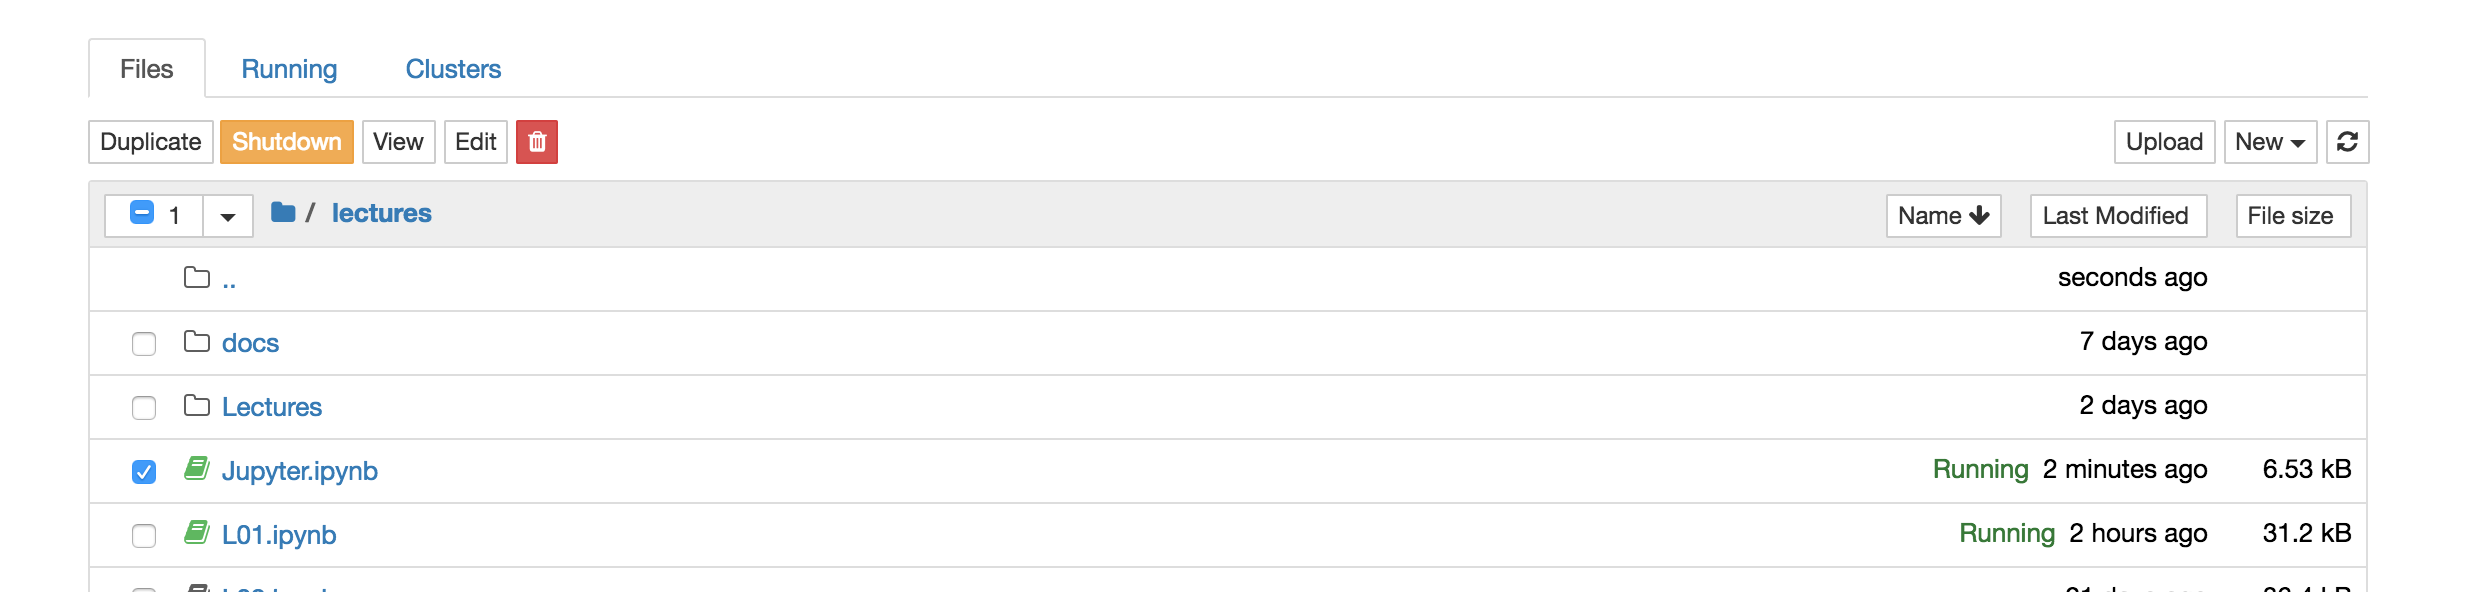 Files Running Clusters
Duplicate Shutdown View Edit Upload New
1 / lectures Name Last Modified File size
.. seconds ago
docs 7 days ago
Lectures 2 days ago
Jupyter.ipynb Running 2 minutes ago 6.53 kB
L01.ipynb Running 2 hours ago 31.2 kB